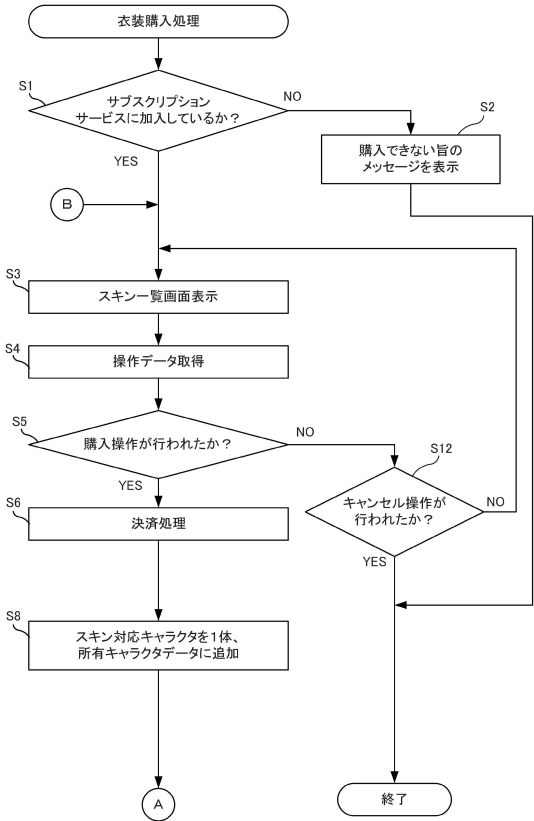 衣装購入処理
S1
サブスクリプション
サービスに加入しているか？
NO
YES
S2
購入できない旨の
メッセージを表示
B
S3
スキン一覧画面表示
S4
操作データ取得
S5
購入操作が行われたか？
NO
YES
S12
キャンセル操作が
行われたか？
NO
YES
S6
決済処理
S8
スキン対応キャラクタを１体、
所有キャラクタデータに追加
A
終了